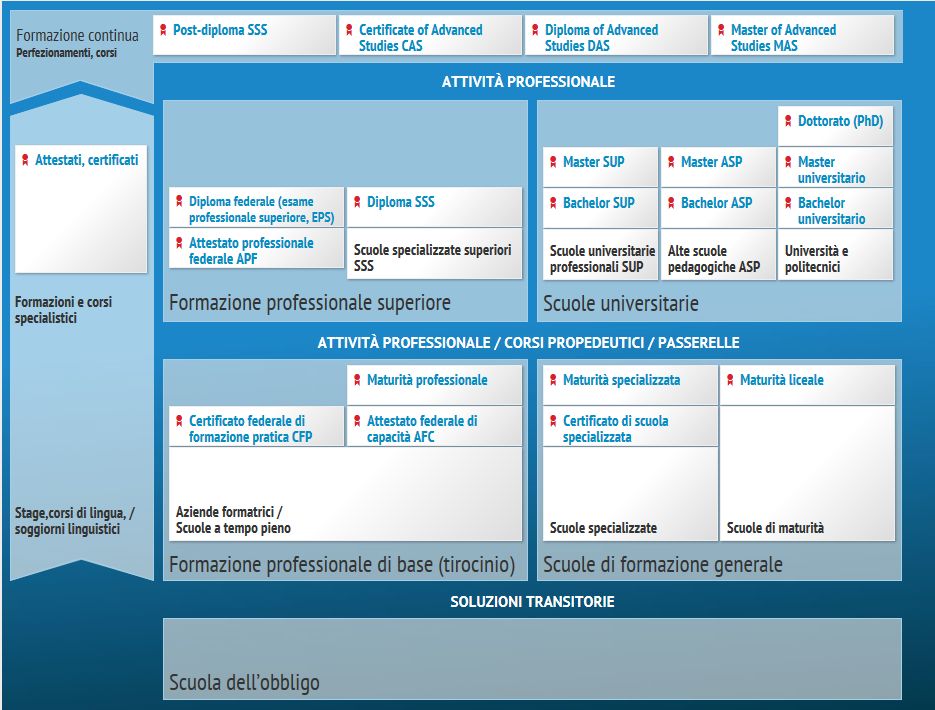 Formazione continua
Perfezionamenti, corsi
Post-diploma SSS
Certificate of Advanced
Studies CAS
Diploma of Advanced
Studies DAS
Master of Advanced
Studies MAS
ATTIVITÀ PROFESSIONALE
Attestati, certificati
Formazioni e corsi
specialistici
Stage,corsi di lingua, /
soggiorni linguistici
Diploma federale (esame
professionale superiore, EPS)
Attestato professionale
federale APF
Diploma SSS
Scuole specializzate superiori
SSS
Formazione professionale superiore
Master SUP
Bachelor SUP
Scuole universitarie
professionali SUP
Master ASP
Bachelor ASP
Alte scuole
pedagogiche ASP
Dottorato (PhD)
Master
universitario
Bachelor
universitario
Università e
politecnici
Scuole universitarie
ATTIVITÀ PROFESSIONALE / CORSI PROPEDEUTICI / PASSERELLE
Maturità professionale
Certificato federale di
formazione pratica CFP
Attestato federale di
capacità AFC
Aziende formatrici /
Scuole a tempo pieno
Formazione professionale di base (tirocinio)
Maturità specializzata
Certificato di scuola
specializzata
Scuole specializzate
Maturità liceale
Scuole di maturità
Scuole di formazione generale
SOLUZIONI TRANSITORIE
Scuola dell'obbligo